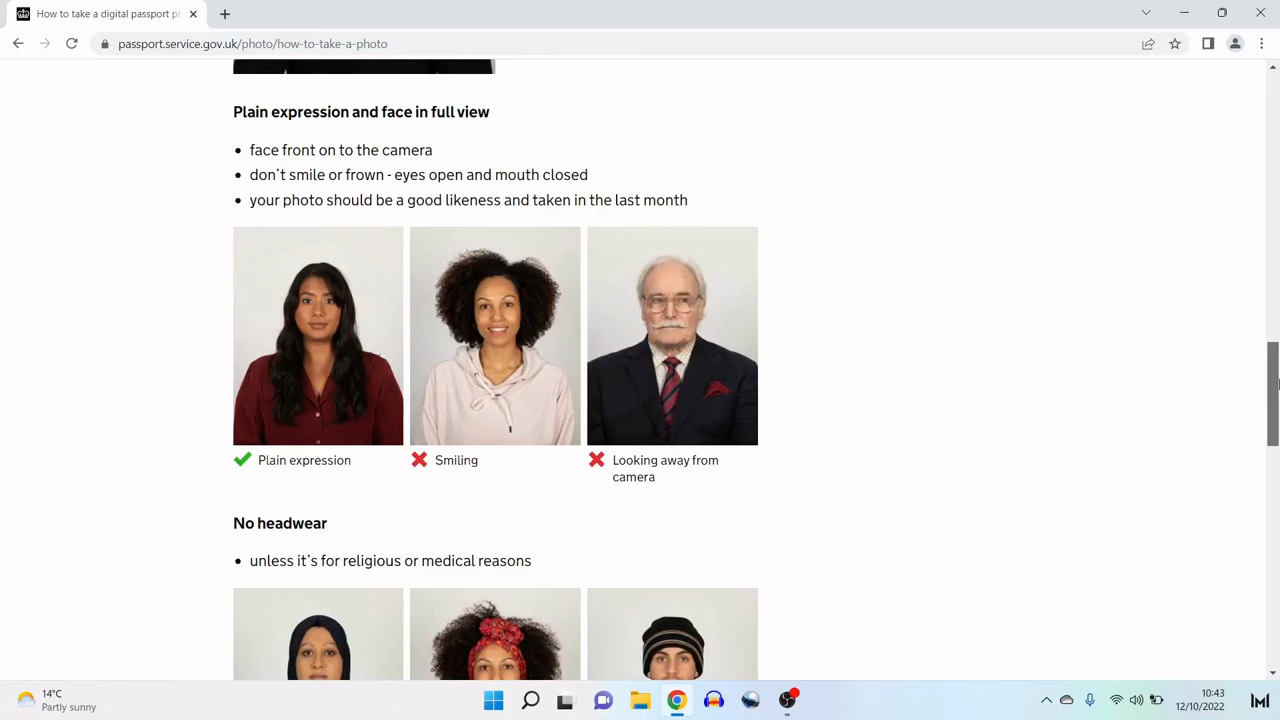 How to take a digital passport pl
passport.service.gov.uk/photo/how-to-take-a-photo
Plain expression and face in full view
• face front on to the camera
• don't smile or frown - eyes open and mouth closed
• your photo should be a good likeness and taken in the last month
Plain expression
Smiling
Looking away from
camera
No headwear
• unless it's for religious or medical reasons
14°C
Partly sunny
10:43
12/10/2022